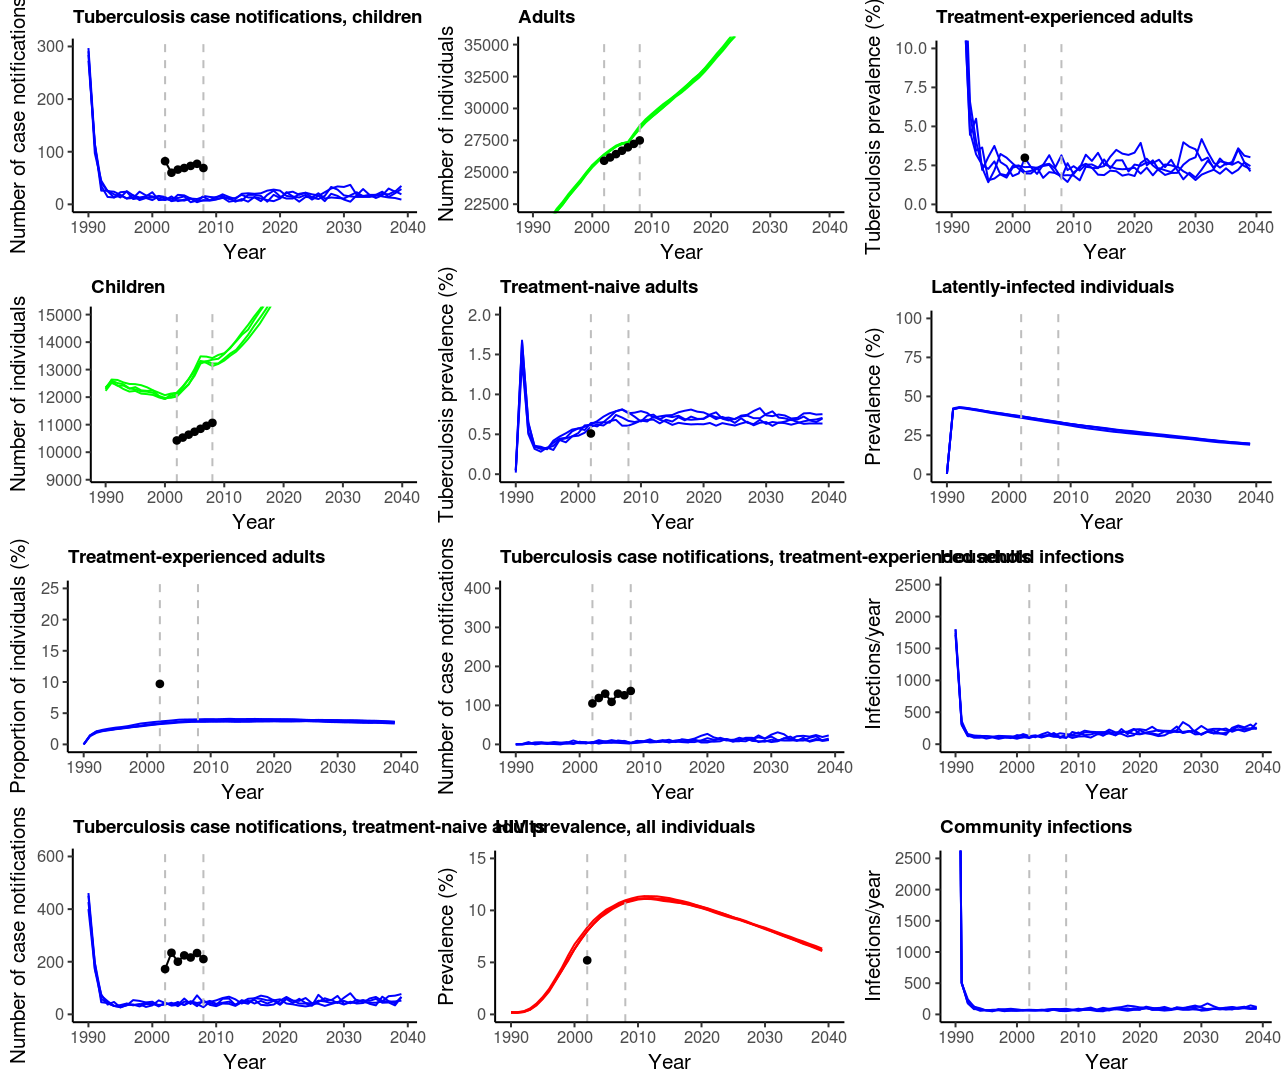 Tuberculosis case notifications, children
Number of case notifications
300
200
100
0
1990 2000 2010 2020 2030 2040
Year
Adults
Number of individuals
35000
32500
30000
27500
25000
22500
1990 2000 2010 2020 2030 2040
Year
Treatment-experienced adults
Tuberculosis prevalence (%)
10.0
7.5
5.0
2.5
0.0
1990 2000 2010 2020 2030 2040
Year
Children
Number of individuals
15000
14000
13000
12000
11000
10000
9000
1990 2000 2010 2020 2030 2040
Year
Treatment-naive adults
Tuberculosis prevalence (%)
2.0
1.5
1.0
0.5
0.0
1990 2000 2010 2020 2030 2040
Year
Latently-infected individuals
Prevalence (%)
100
75
50
25
0
1990 2000 2010 2020 2030 2040
Year
Treatment-experienced adults
Proportion of individuals (%)
25
20
15
10
5
0
1990 2000 2010 2020 2030 2040
Year
Tuberculosis case notifications, treatment-experienced adults
Number of case notifications
400
300
200
100
0
1990 2000 2010 2020 2030 2040
Year
Household infections
Infections/year
2500
2000
1500
1000
500
0
1990 2000 2010 2020 2030 2040
Year
Tuberculosis case notifications, treatment-naive adults
Number of case notifications
600
400
200
0
1990 2000 2010 2020 2030 2040
Year
HIV prevalence, all individuals
Prevalence (%)
15
10
5
0
1990 2000 2010 2020 2030 2040
Year
Community infections
Infections/year
2500
2000
1500
1000
500
0
1990 2000 2010 2020 2030 2040
Year